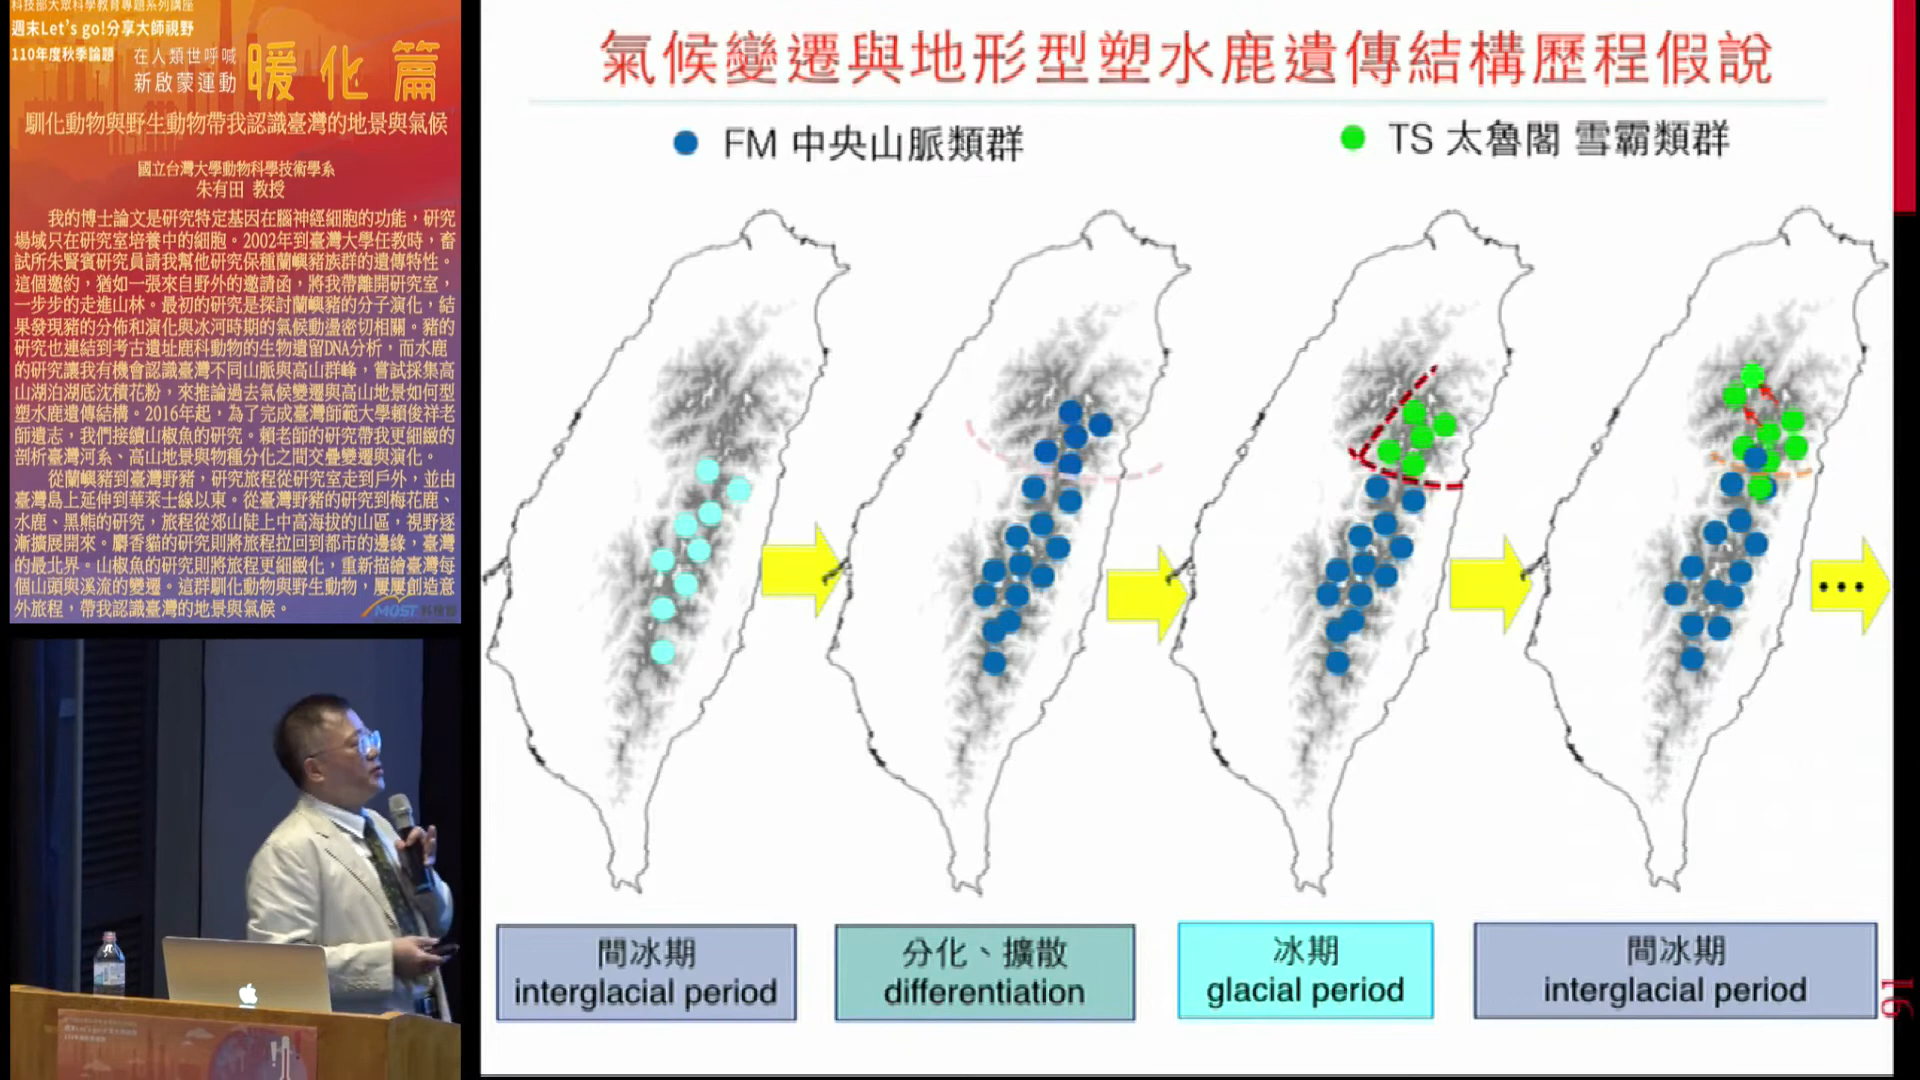 科技部大眾科學教育專題系列講座
週末Let's go!分享大師視野
110年度秋季論題
在人類世呼喊
新啟蒙運動
暖化篇
馴化動物與野生動物帶我認識臺灣的地景與氣候
國立台灣大學動物科學技術學系
朱有田 教授
我的博士論文是研究特定基因在腦神經細胞的功能，研究
場域只在研究室培養中的細胞。2002年到臺灣大學任教時，畜
試所朱賢賓研究員請我幫他研究保種蘭嶼豬族群的遺傳特性。
這個邀約，猶如一張來自野外的邀請函，將我帶離開研究室，
一步步的走進山林。最初的研究是探討蘭嶼豬的分子演化，結
果發現豬的分佈和演化與冰河時期的氣候動盪密切相關。豬的
研究也連結到考古遺址鹿科動物的生物遺留DNA分析，而水鹿
的研究讓我有機會認識臺灣不同山脈與高山群峰，嘗試採集高
山湖泊湖底沈積花粉，來推論過去氣候變遷與高山地景如何型
塑水鹿遺傳結構。2016年起，為了完成臺灣師範大學賴俊祥老
師遺志，我們接續山椒魚的研究。賴老師的研究帶我更細緻的
剖析臺灣河系、高山地景與物種分化之間交疊變遷與演化。
從蘭嶼豬到臺灣野豬，研究旅程從研究室走到戶外，並由
臺灣島上延伸到華萊士線以東。從臺灣野豬的研究到梅花鹿、
水鹿、黑熊的研究，旅程從郊山陡上中高海拔的山區，視野逐
漸擴展開來。麝香貓的研究則將旅程拉回到都市的邊緣，臺灣
的最北界。山椒魚的研究則將旅程更細緻化，重新描繪臺灣每
個山頭與溪流的變遷。這群馴化動物與野生動物，屢屢創造意
外旅程，帶我認識臺灣的地景與氣候。
MOST 科技部
氣候變遷與地形型塑水鹿遺傳結構歷程假說
FM 中央山脈類群
TS 太魯閣 雪霸類群
間冰期
interglacial period
分化、擴散
differentiation
冰期
glacial period
間冰期
interglacial period
16